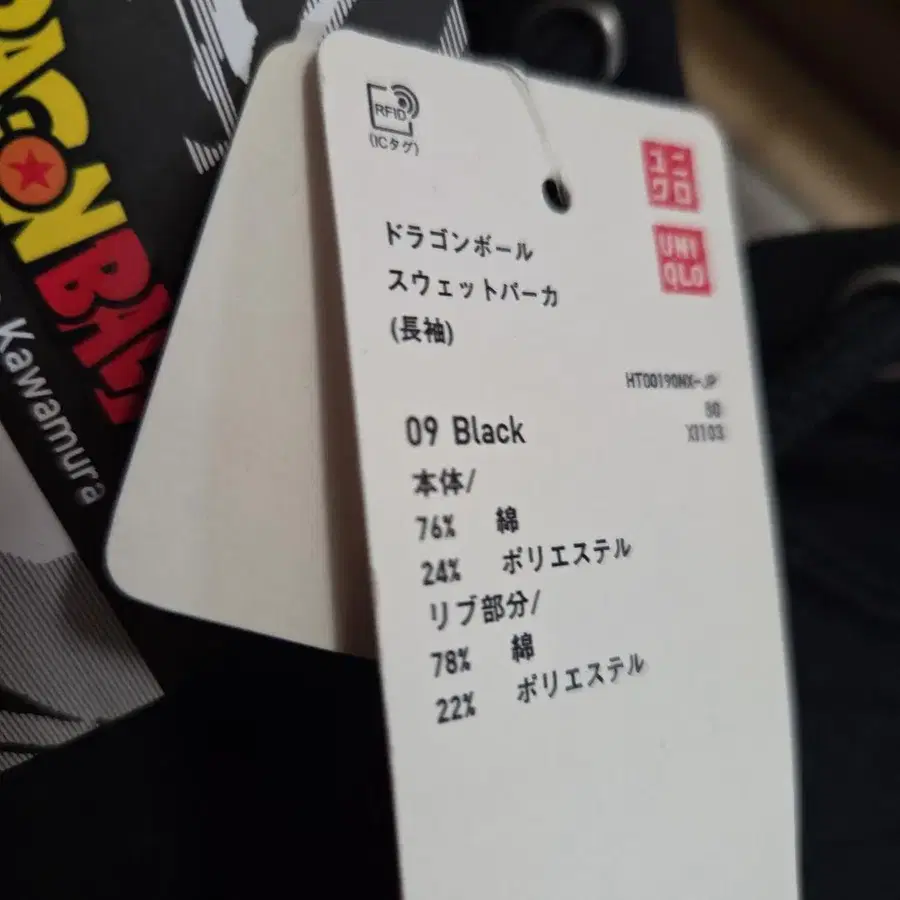 DRAGON BALL
Kawamura
RFID
(ICタグ)
ユニ
クロ
UNI
QLO
ドラゴンボール
スウェットパーカ
(長袖)
HT00190NX-JP
09 Black
本体/
76% 綿
24% ポリエステル
リブ部分/
78% 綿
22% ポリエステル